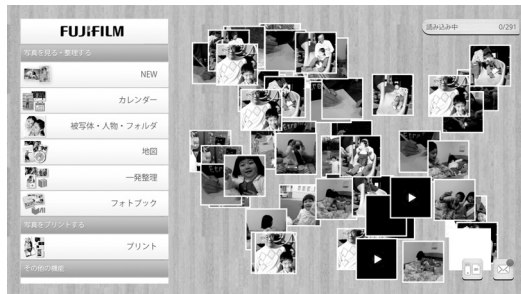 FUJIFILM
写真を見る・整理する
NEW
カレンダー
被写体・人物・フォルダ
地図
一発整理
フォトブック
写真をプリントする
プリント
その他の機能
読み込み中 0/291